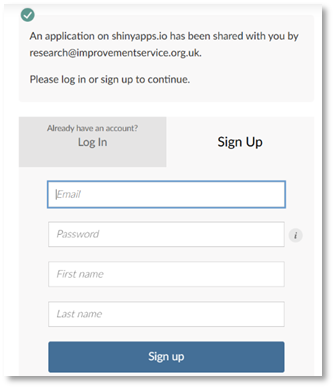 An application on shinyapps.io has been shared with you by
research@improvementservice.org.uk.
Please log in or sign up to continue.
Already have an account?
Log In
Sign Up
Email
Password
i
First name
Last name
Sign up